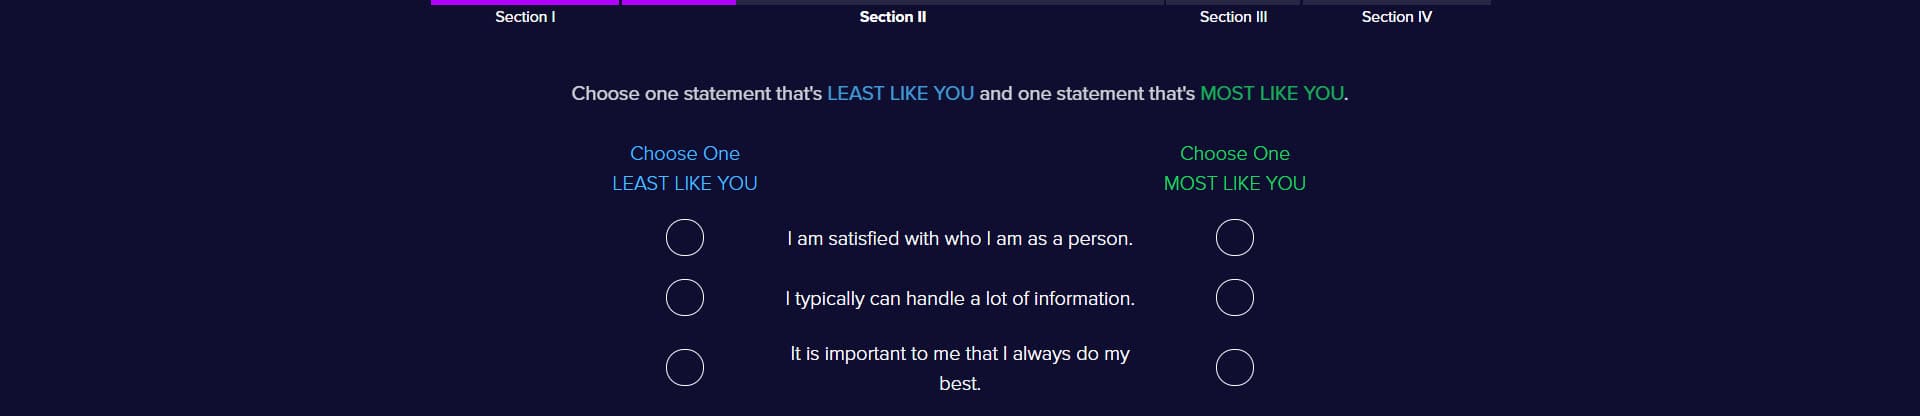 Section I
Section II
Section III
Section IV
Choose one statement that's LEAST LIKE YOU and one statement that's MOST LIKE YOU.
Choose One
LEAST LIKE YOU
Choose One
MOST LIKE YOU
I am satisfied with who I am as a person.
I typically can handle a lot of information.
It is important to me that I always do my
best.